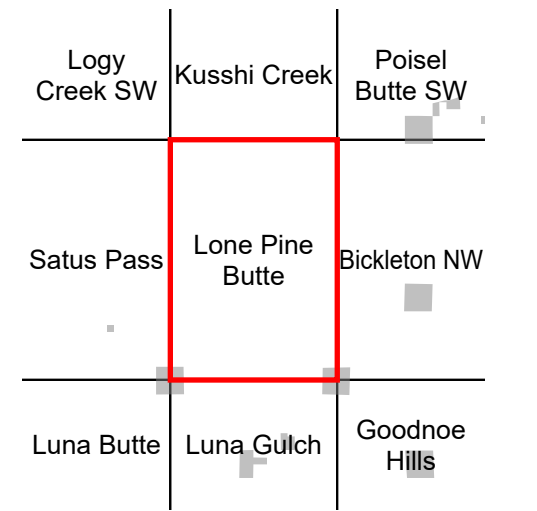 Logy
Creek SW
Kusshi Creek
Poisel
Butte SW
Satus Pass
Lone Pine
Butte
Bickleton NW
Luna Butte
Luna Gulch
Goodnoe
Hills